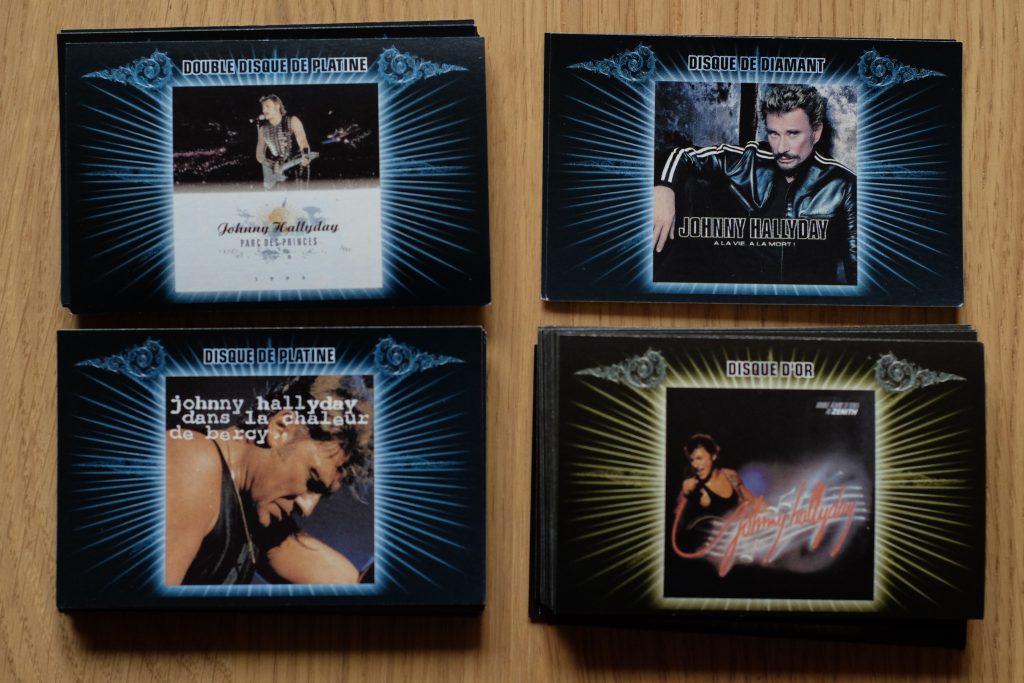 DOUBLE DISQUE DE PLATINE
Johnny Hallyday
PARC DES PRINCES
DISQUE DE DIAMANT
JOHNNY HALLYDAY
A LA VIE, A LA MORT !
DISQUE DE PLATINE
johnny hallyday
dans la chaleur
de bercy
DISQUE D'OR
ZENITH
Johnny hallyday